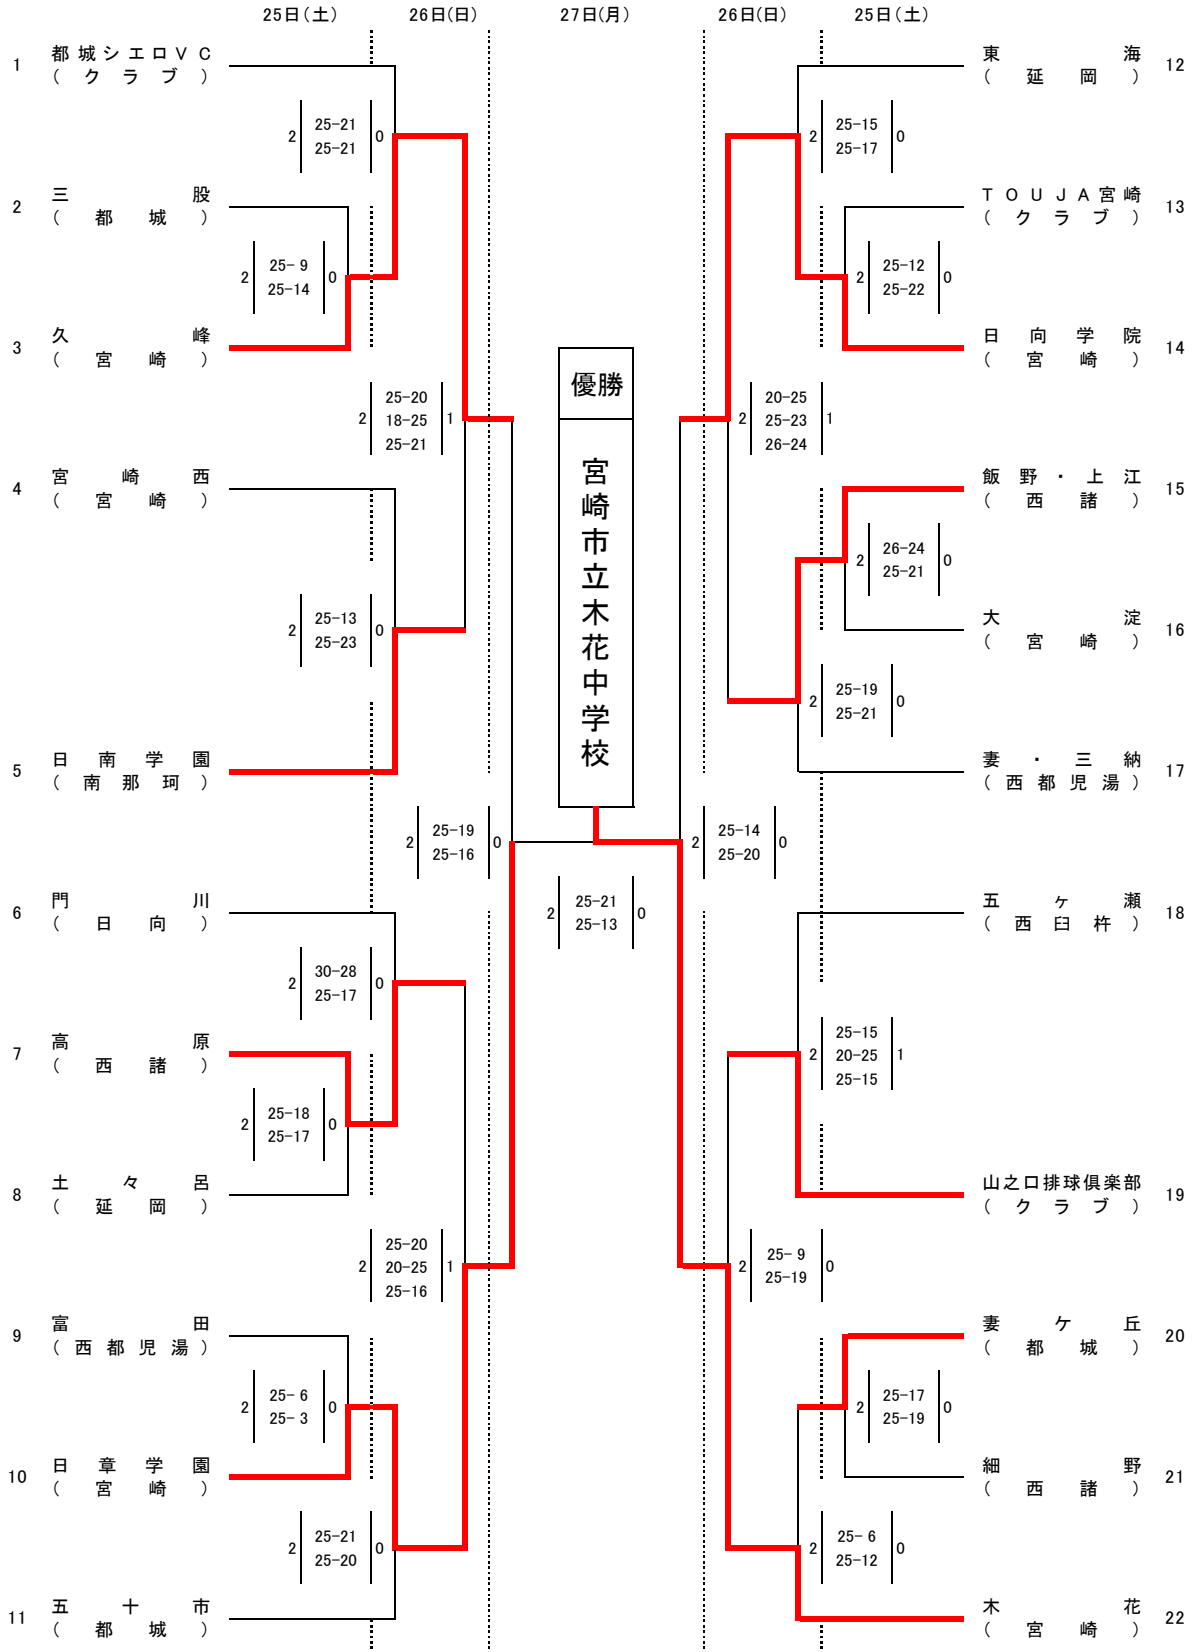 25日(土) 26日(日) 27日(月) 26日(日) 25日(土)
1 都城シエロVC
(クラブ)
2 25-21 0
25-21
2 三股
(都城)
2 25- 9 0
25-14
3 久峰
(宮崎)
2 25-20 1
18-25
25-21
4 宮崎西
(宮崎)
2 25-13 0
25-23
5 日南学園
(南那珂)
2 25-19 0
25-16
6 門川
(日向)
2 30-28 0
25-17
7 高原
(西諸)
2 25-18 0
25-17
8 土々呂
(延岡)
2 25-20 1
20-25
25-16
9 富田
(西都児湯)
2 25- 6 0
25- 3
10 日章学園
(宮崎)
2 25-21 0
25-20
11 五十市
(都城)
優勝
宮崎市立木花中学校
2 25-21 0
25-13
東海 12
(延岡)
2 25-15 0
25-17
TOUJA宮崎 13
(クラブ)
2 25-12 0
25-22
日向学院 14
(宮崎)
2 20-25 1
25-23
26-24
飯野・上江 15
(西諸)
2 26-24 0
25-21
大淀 16
(宮崎)
2 25-19 0
25-21
妻・三納 17
(西都児湯)
2 25-14 0
25-20
五ヶ瀬 18
(西臼杵)
2 25-15 1
20-25
25-15
山之口排球倶楽部 19
(クラブ)
2 25- 9 0
25-19
妻ケ丘 20
(都城)
2 25-17 0
25-19
細野 21
(西諸)
2 25- 6 0
25-12
木花 22
(宮崎)